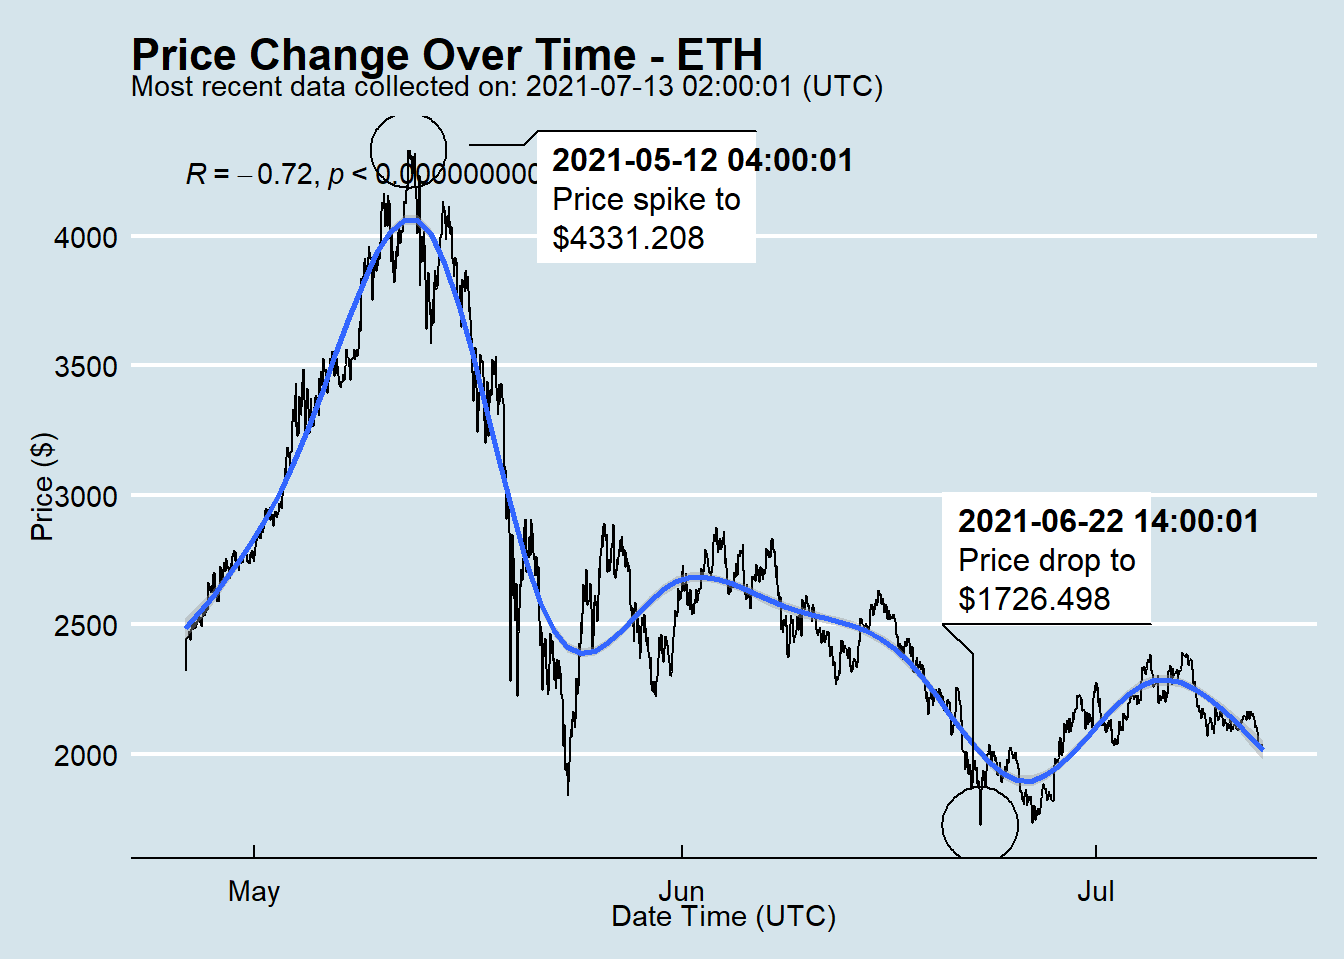 Price Change Over Time - ETH
Most recent data collected on: 2021-07-13 02:00:01 (UTC)
R = −0.72, p < 0.000000000
2021-05-12 04:00:01
Price spike to
$4331.208
4000
3500
3000
2500
2000
Price ($)
2021-06-22 14:00:01
Price drop to
$1726.498
May
Jun
Jul
Date Time (UTC)